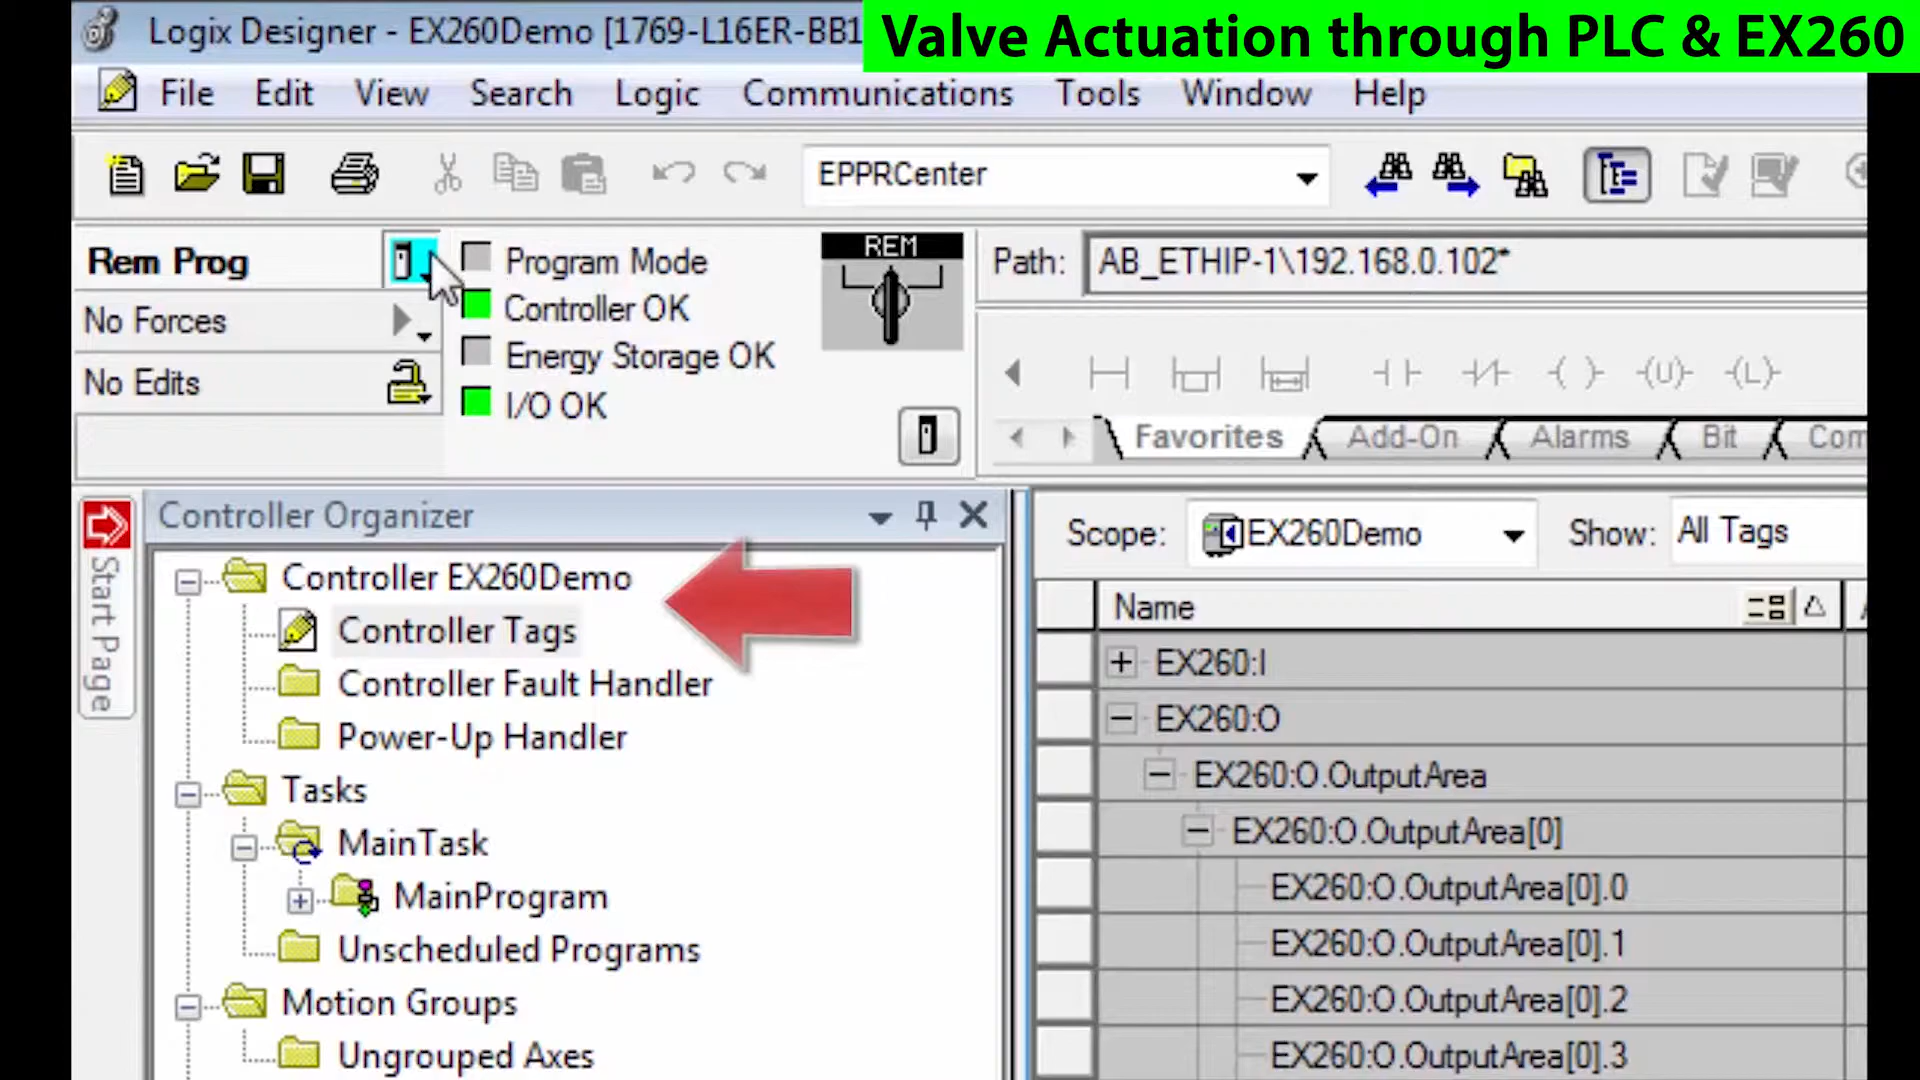 Logix Designer - EX260Demo [1769-L16ER-BB1
Valve Actuation through PLC & EX260
File Edit View Search Logic Communications Tools Window Help
EPPRCenter
Rem Prog
No Forces
No Edits
Program Mode
Controller OK
Energy Storage OK
I/O OK
REM
Path: AB_ETHIP-1\192.168.0.102*
(U) (L)
Favorites Add-On Alarms Bit Com
Start Page
Controller Organizer
Controller EX260Demo
Controller Tags
Controller Fault Handler
Power-Up Handler
Tasks
MainTask
MainProgram
Unscheduled Programs
Motion Groups
Ungrouped Axes
Scope: EX260Demo Show: All Tags
Name
EX260:I
EX260:O
EX260:O.OutputArea
EX260:O.OutputArea[0]
EX260:O.OutputArea[0].0
EX260:O.OutputArea[0].1
EX260:O.OutputArea[0].2
EX260:O.OutputArea[0].3